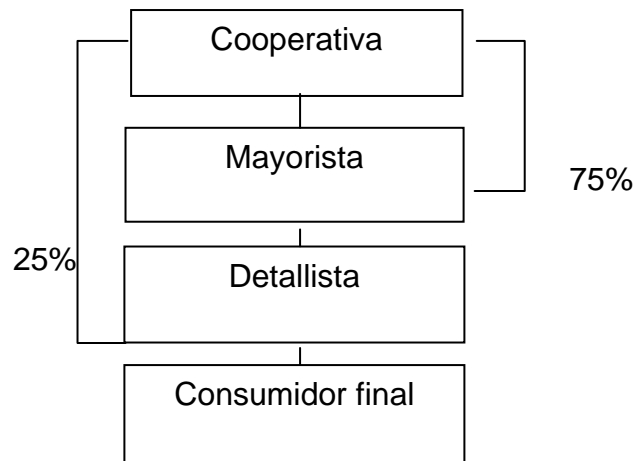 Cooperativa
Mayorista
75%
25%
Detallista
Consumidor final